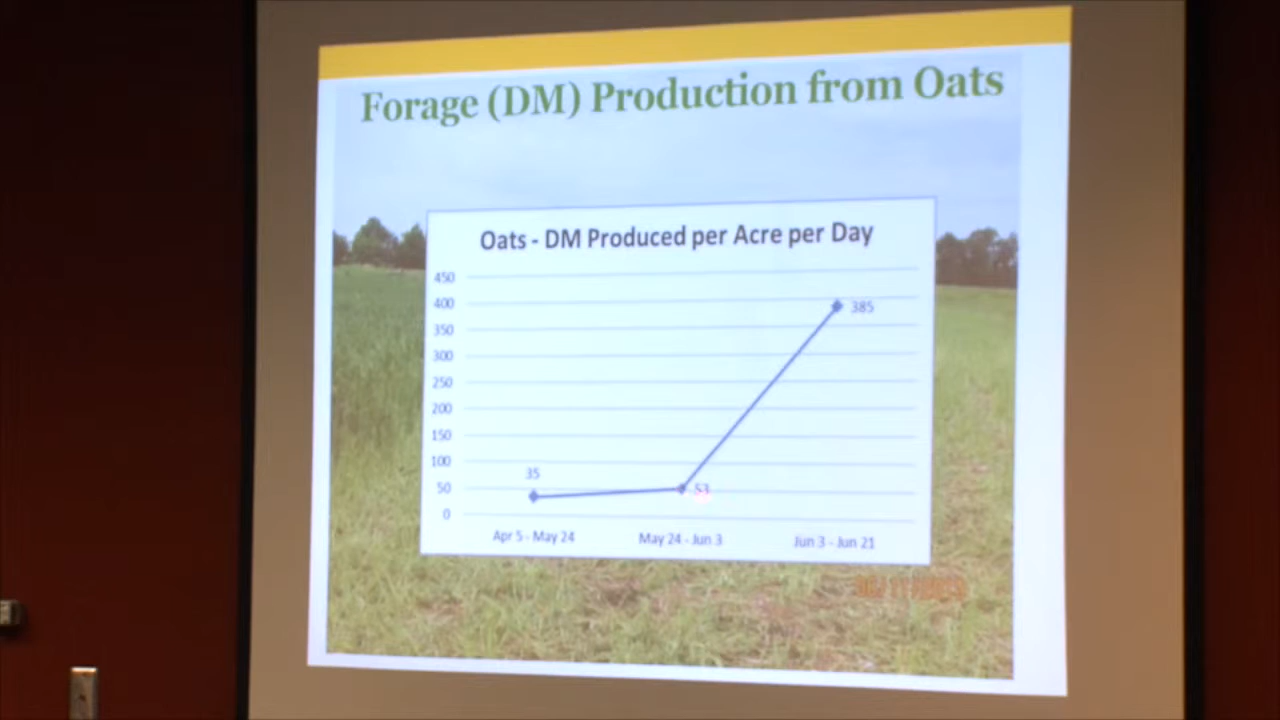 Forage (DM) Production from Oats
Oats - DM Produced per Acre per Day
450
400
350
300
250
200
150
100
50
0
35
53
385
Apr 5 - May 24
May 24 - Jun 3
Jun 3 - Jun 21